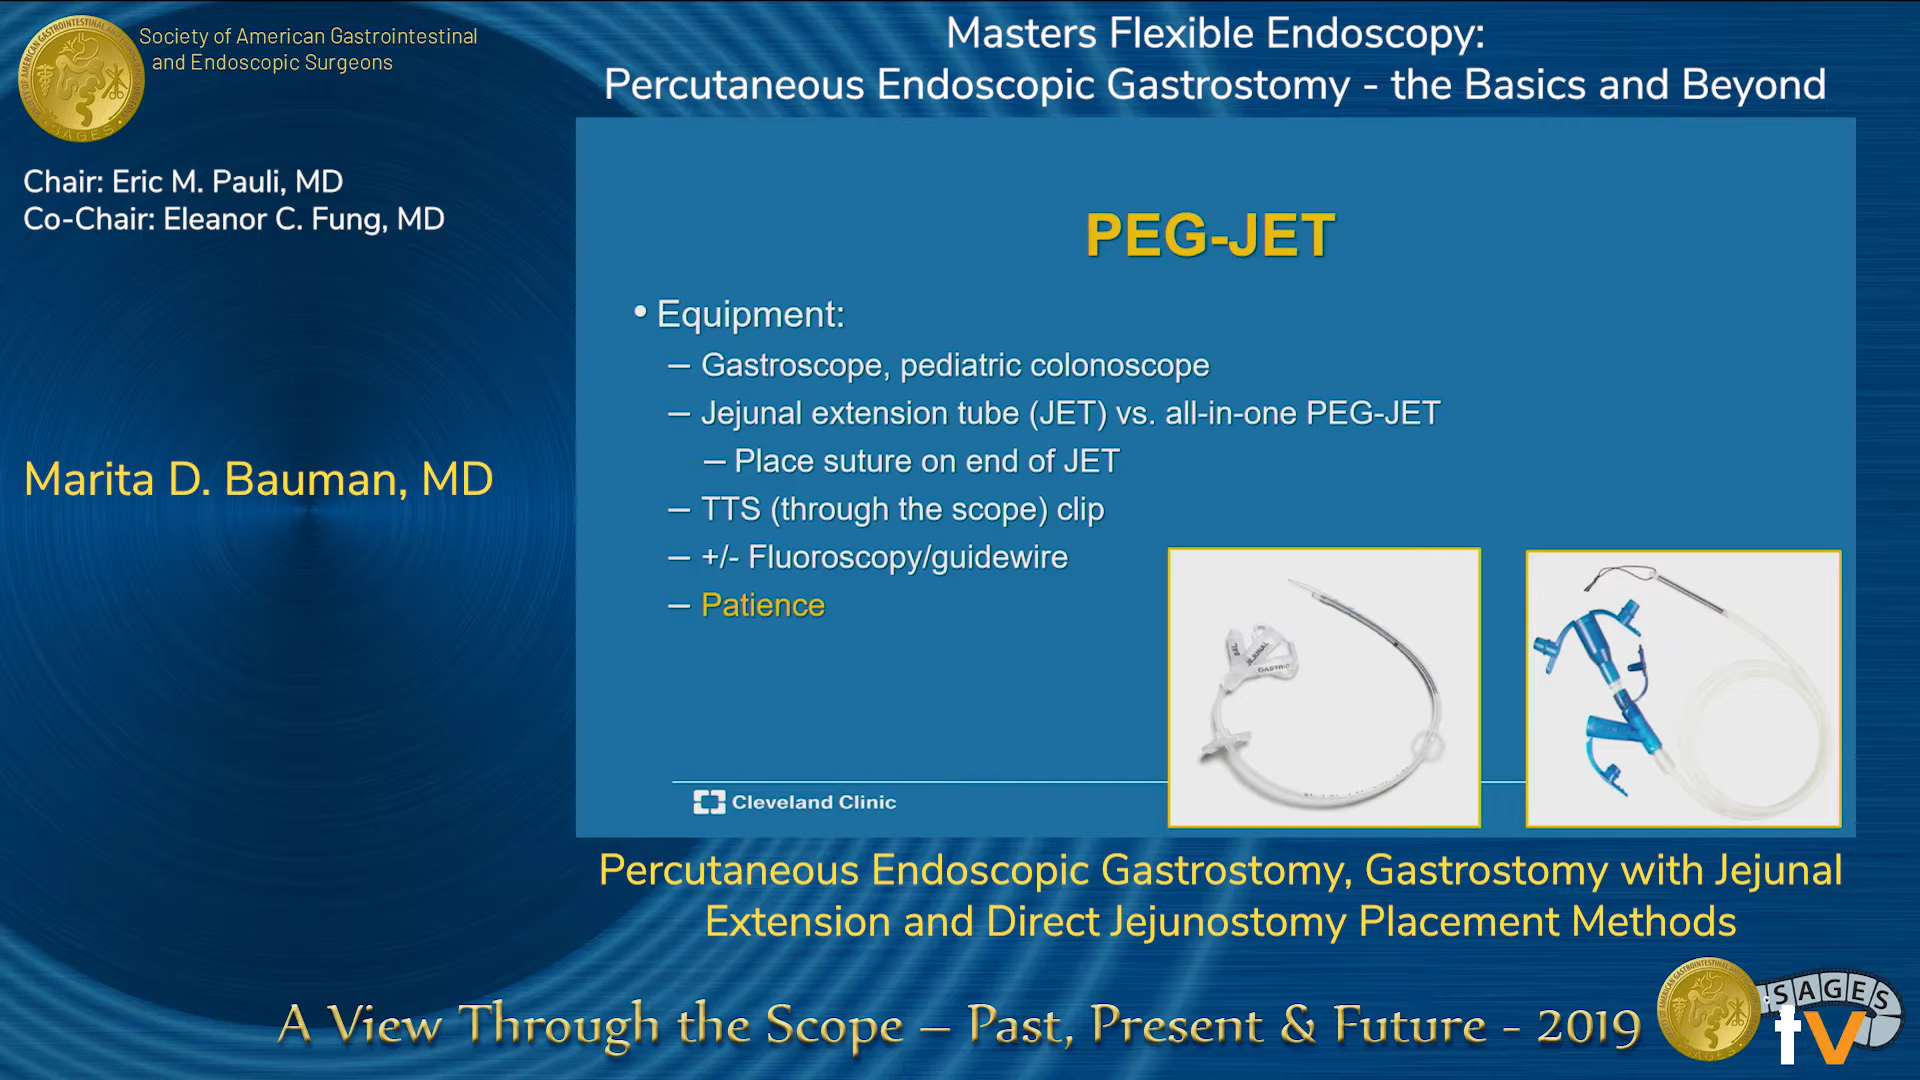 Society of American Gastrointestinal
and Endoscopic Surgeons
Masters Flexible Endoscopy:
Percutaneous Endoscopic Gastrostomy - the Basics and Beyond
Chair: Eric M. Pauli, MD
Co-Chair: Eleanor C. Fung, MD
Marita D. Bauman, MD
PEG-JET
• Equipment:
– Gastroscope, pediatric colonoscope
– Jejunal extension tube (JET) vs. all-in-one PEG-JET
– Place suture on end of JET
– TTS (through the scope) clip
– +/- Fluoroscopy/guidewire
– Patience
JEJUNAL
GASTRIC
Cleveland Clinic
Percutaneous Endoscopic Gastrostomy, Gastrostomy with Jejunal
Extension and Direct Jejunostomy Placement Methods
A View Through the Scope – Past, Present & Future - 2019
SAGES
tv